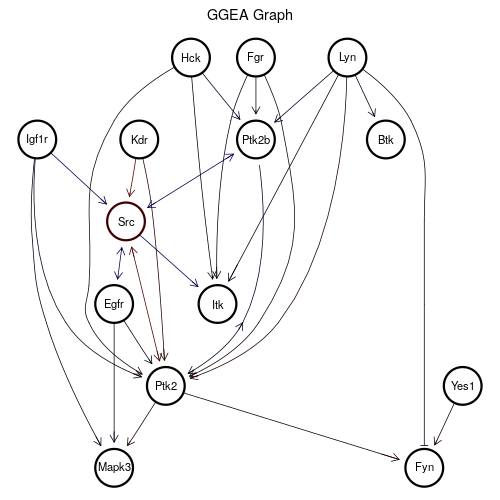 GGEA Graph
Hck Fgr Lyn
Igf1r Kdr Ptk2b Btk
Src
Egfr Itk
Ptk2 Yes1
Mapk3 Fyn